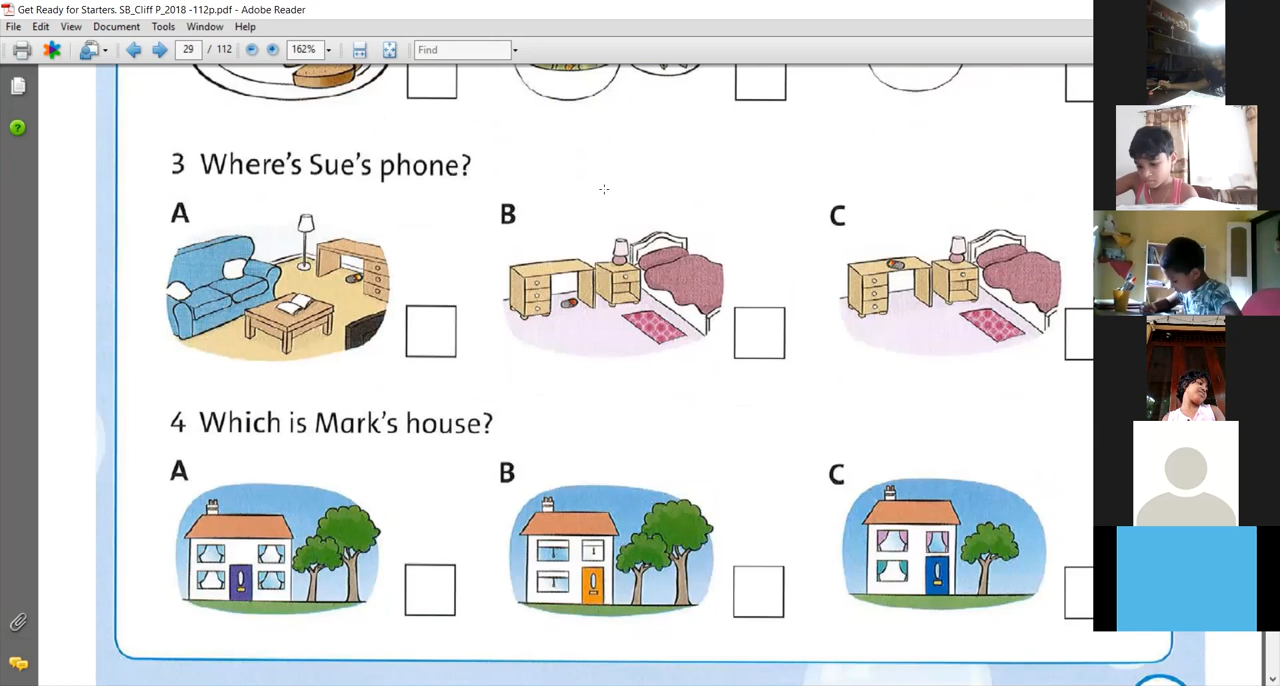 Get Ready for Starters. SB_Cliff P_2018 -112p.pdf - Adobe Reader
File Edit View Document Tools Window Help
29 / 112 162% Find
3 Where's Sue's phone?
A B C
4 Which is Mark's house?
A B C